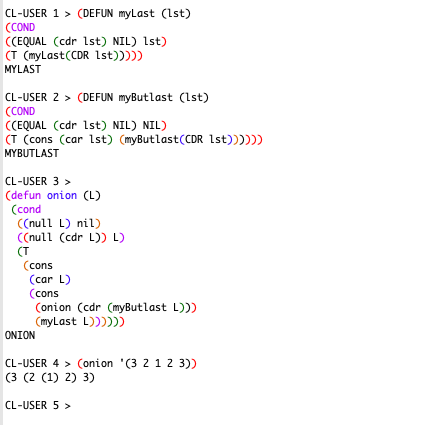 CL-USER 1 > (DEFUN myLast (lst)
(COND
((EQUAL (cdr lst) NIL) lst)
(T (myLast(CDR lst)))))
MYLAST

CL-USER 2 > (DEFUN myButlast (lst)
(COND
((EQUAL (cdr lst) NIL) NIL)
(T (cons (car lst) (myButlast(CDR lst))))))
MYBUTLAST

CL-USER 3 >
(defun onion (L)
 (cond
  ((null L) nil)
  ((null (cdr L)) L)
  (T
   (cons
    (car L)
    (cons
     (onion (cdr (myButlast L)))
     (myLast L))))))
ONION

CL-USER 4 > (onion '(3 2 1 2 3))
(3 (2 (1) 2) 3)

CL-USER 5 >